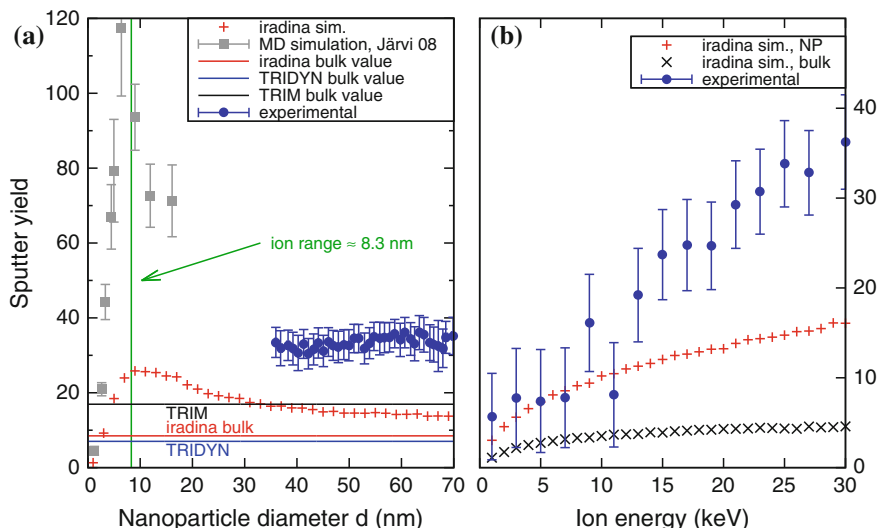 (a)
120
100
80
60
40
20
0
Sputter yield
iradina sim.
MD simulation, Järvi 08
iradina bulk value
TRIDYN bulk value
TRIM bulk value
experimental
ion range ≈ 8.3 nm
TRIM
iradina bulk
TRIDYN
0 10 20 30 40 50 60 70
Nanoparticle diameter d (nm)
(b)
iradina sim., NP
iradina sim., bulk
experimental
40
30
20
10
0
0 5 10 15 20 25 30
Ion energy (keV)